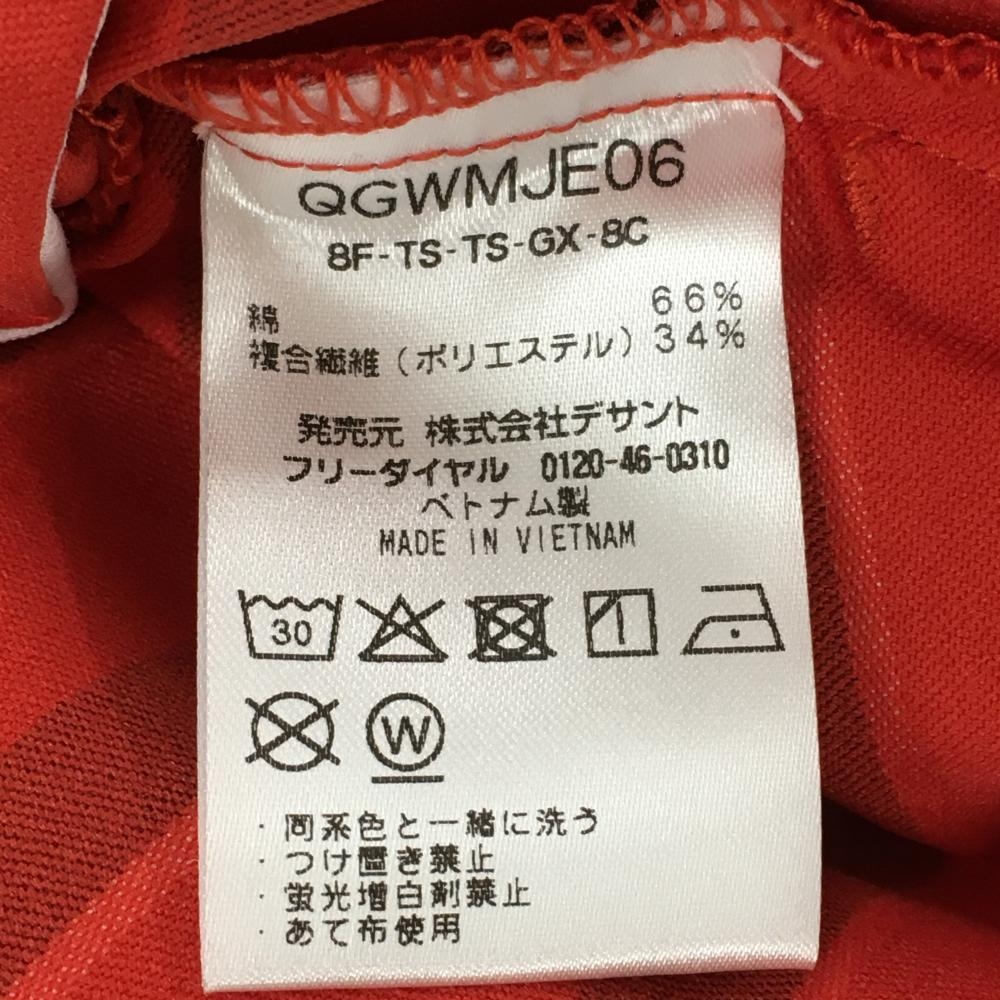 QGWMJE06
8F-TS-TS-GX-8C
綿 66%
複合繊維(ポリエステル) 34%
発売元 株式会社デサント
フリーダイヤル 0120-46-0310
ベトナム製
MADE IN VIETNAM
30
W
・同系色と一緒に洗う
・つけ置き禁止
・蛍光増白剤禁止
・あて布使用